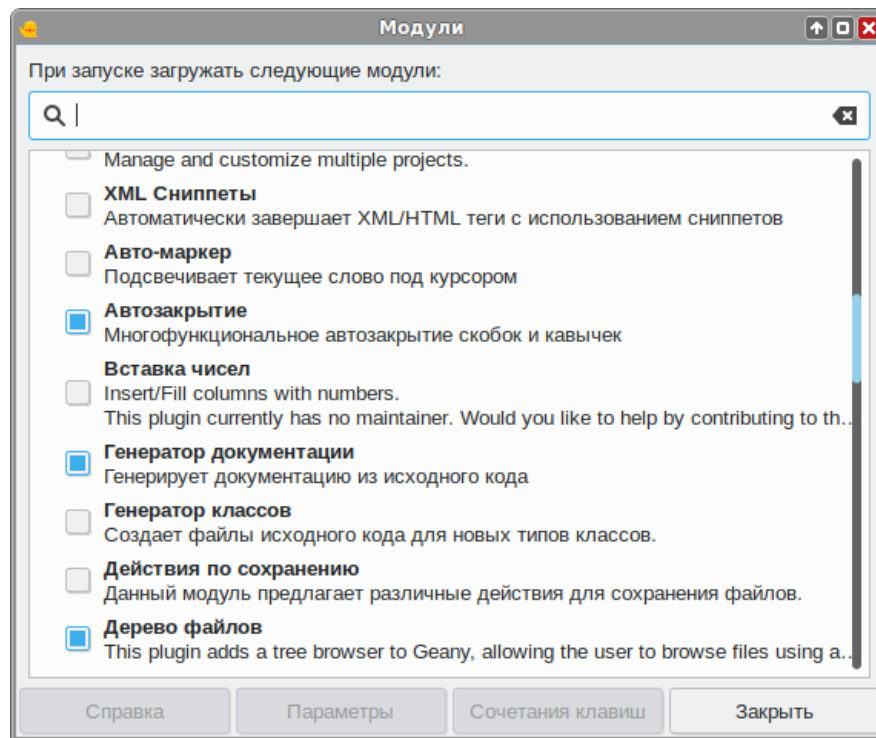 Модули
При запуске загружать следующие модули:
Manage and customize multiple projects.
XML Сниппеты
Автоматически завершает XML/HTML теги с использованием сниппетов
Авто-маркер
Подсвечивает текущее слово под курсором
Автозакрытие
Многофункциональное автозакрытие скобок и кавычек
Вставка чисел
Insert/Fill columns with numbers.
This plugin currently has no maintainer. Would you like to help by contributing to th...
Генератор документации
Генерирует документацию из исходного кода
Генератор классов
Создает файлы исходного кода для новых типов классов.
Действия по сохранению
Данный модуль предлагает различные действия для сохранения файлов.
Дерево файлов
This plugin adds a tree browser to Geany, allowing the user to browse files using a...
Справка
Параметры
Сочетания клавиш
Закрыть